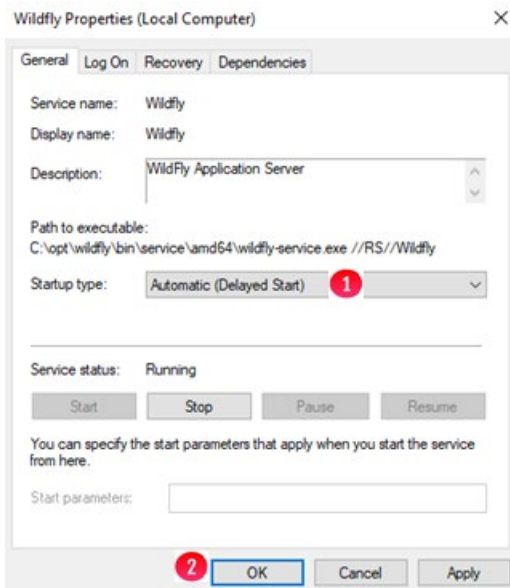 Wildfly Properties (Local Computer)
General Log On Recovery Dependencies
Service name: Wildfly
Display name: Wildfly
Description: WildFly Application Server
Path to executable:
C:\opt\wildfly\bin\service\amd64\wildfly-service.exe //RS//Wildfly
Startup type: Automatic (Delayed Start) 1
Service status: Running
Start Stop Pause Resume
You can specify the start parameters that apply when you start the service
from here.
Start parameters:
2 OK Cancel Apply